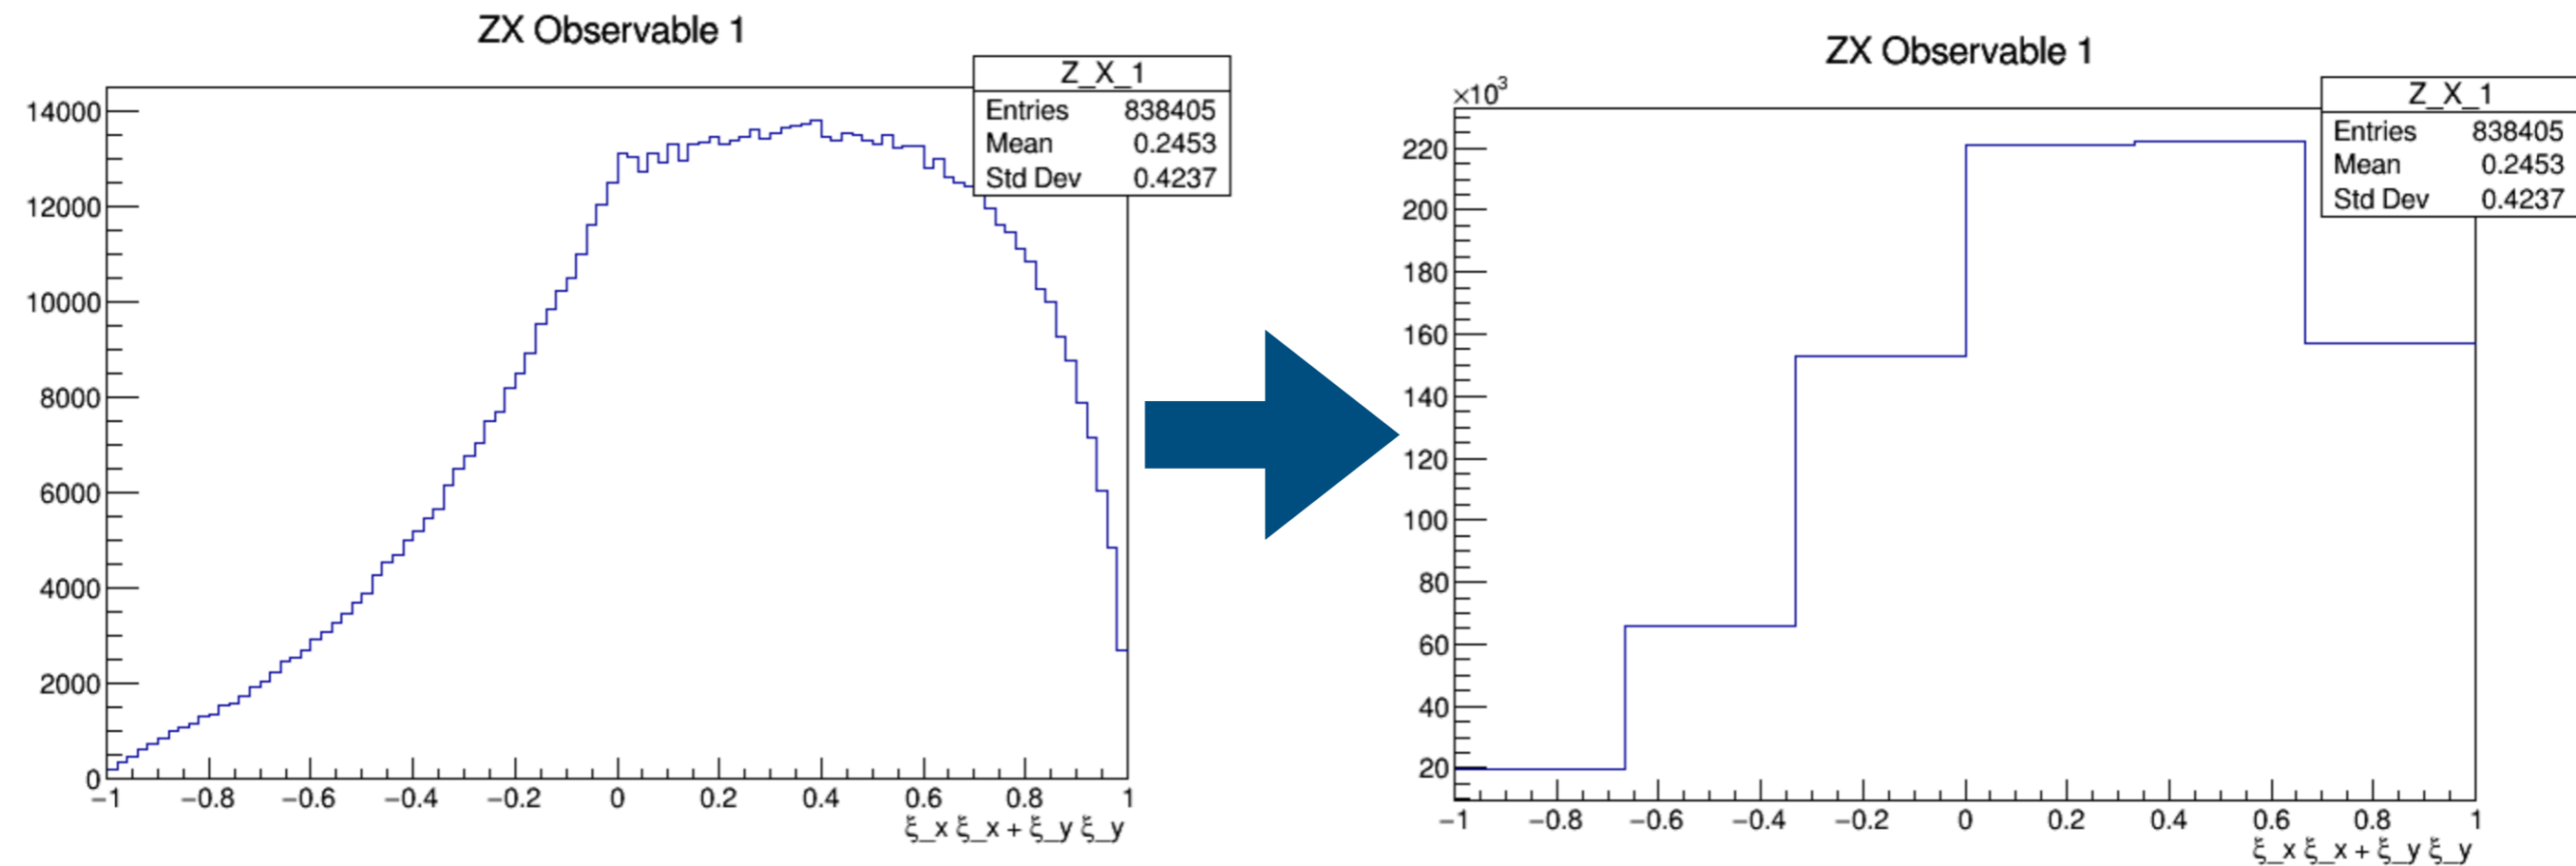 ZX Observable 1
Z_X_1
Entries 838405
Mean 0.2453
Std Dev 0.4237
14000
12000
10000
8000
6000
4000
2000
0
−1 −0.8 −0.6 −0.4 −0.2 0 0.2 0.4 0.6 0.8 1
ξ_x ξ_x + ξ_y ξ_y
ZX Observable 1
×10³
Z_X_1
Entries 838405
Mean 0.2453
Std Dev 0.4237
220
200
180
160
140
120
100
80
60
40
20
−1 −0.8 −0.6 −0.4 −0.2 0 0.2 0.4 0.6 0.8 1
ξ_x ξ_x + ξ_y ξ_y